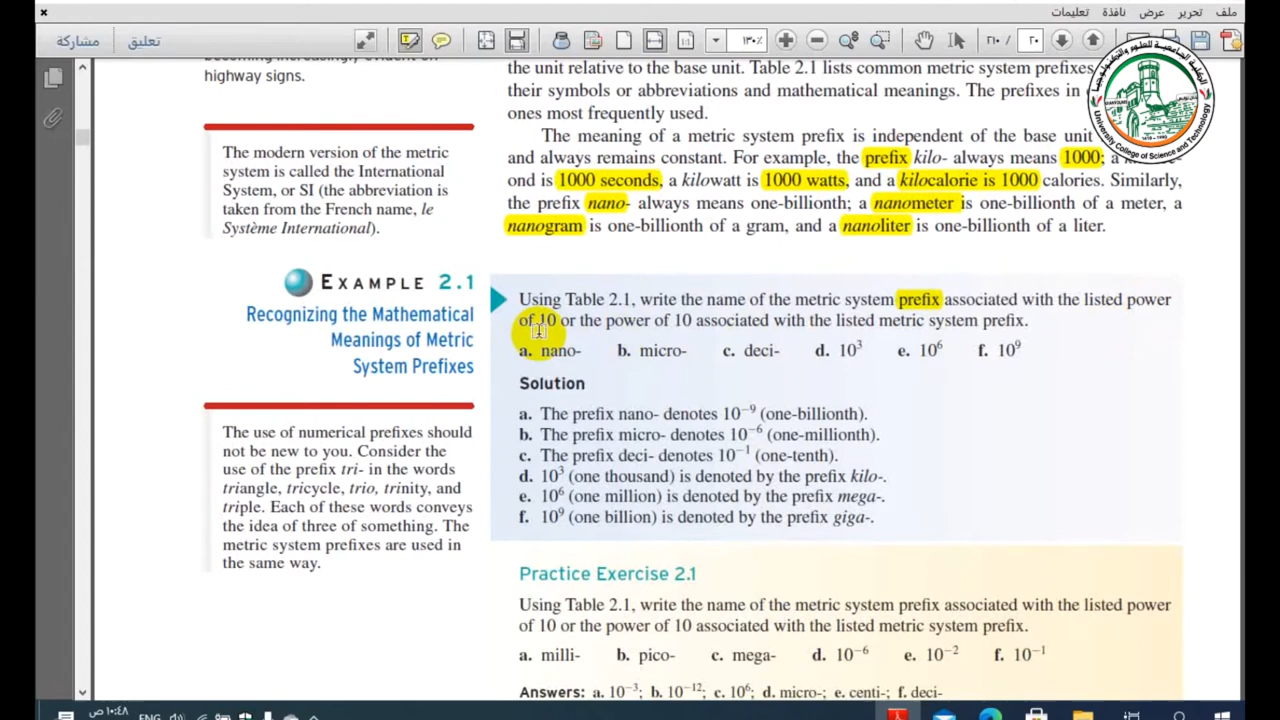 ملف تحرير عرض نافذة تعليمات
مشاركة تعليق ١٣٠٪ ٢١٠ / ٢٠
highway signs.
The modern version of the metric
system is called the International
System, or SI (the abbreviation is
taken from the French name, le
Système International).
EXAMPLE 2.1
Recognizing the Mathematical
Meanings of Metric
System Prefixes
The use of numerical prefixes should
not be new to you. Consider the
use of the prefix tri- in the words
triangle, tricycle, trio, trinity, and
triple. Each of these words conveys
the idea of three of something. The
metric system prefixes are used in
the same way.
the unit relative to the base unit. Table 2.1 lists common metric system prefixes
their symbols or abbreviations and mathematical meanings. The prefixes in
ones most frequently used.
The meaning of a metric system prefix is independent of the base unit
and always remains constant. For example, the prefix kilo- always means 1000; a
ond is 1000 seconds, a kilowatt is 1000 watts, and a kilocalorie is 1000 calories. Similarly,
the prefix nano- always means one-billionth; a nanometer is one-billionth of a meter, a
nanogram is one-billionth of a gram, and a nanoliter is one-billionth of a liter.
Using Table 2.1, write the name of the metric system prefix associated with the listed power
of 10 or the power of 10 associated with the listed metric system prefix.
a. nano- b. micro- c. deci- d. 10³ e. 10⁶ f. 10⁹
Solution
a. The prefix nano- denotes 10⁻⁹ (one-billionth).
b. The prefix micro- denotes 10⁻⁶ (one-millionth).
c. The prefix deci- denotes 10⁻¹ (one-tenth).
d. 10³ (one thousand) is denoted by the prefix kilo-.
e. 10⁶ (one million) is denoted by the prefix mega-.
f. 10⁹ (one billion) is denoted by the prefix giga-.
Practice Exercise 2.1
Using Table 2.1, write the name of the metric system prefix associated with the listed power
of 10 or the power of 10 associated with the listed metric system prefix.
a. milli- b. pico- c. mega- d. 10⁻⁶ e. 10⁻² f. 10⁻¹
Answers: a. 10⁻³; b. 10⁻¹²; c. 10⁶; d. micro-; e. centi-; f. deci-
University College of Science and Technology
١٠:٤٨ ص ENG